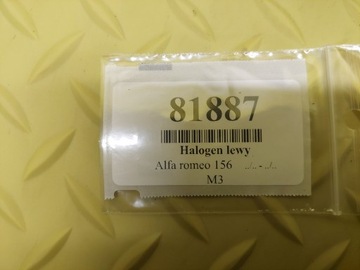 81887
Halogen lewy
Alfa romeo 156 ../.. - ../..
M3